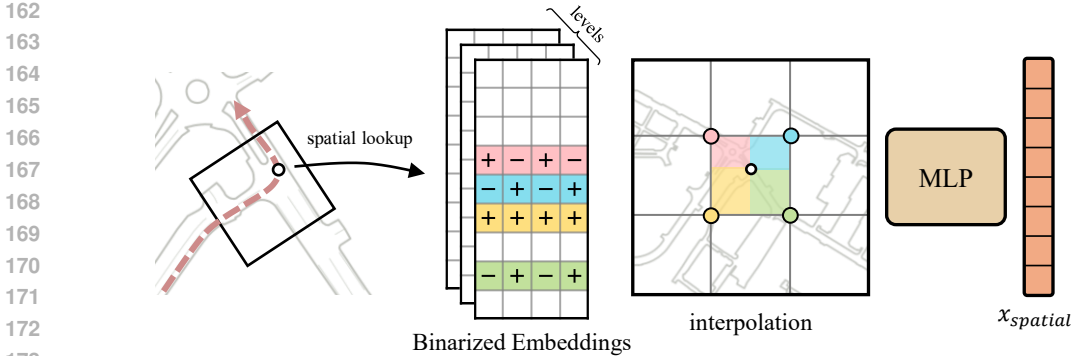 162
163
164
165
166
167
168
169
170
171
172
levels
spatial lookup
+ − + −
− + − +
+ + + +
− + − +
MLP
Binarized Embeddings
interpolation
x_spatial